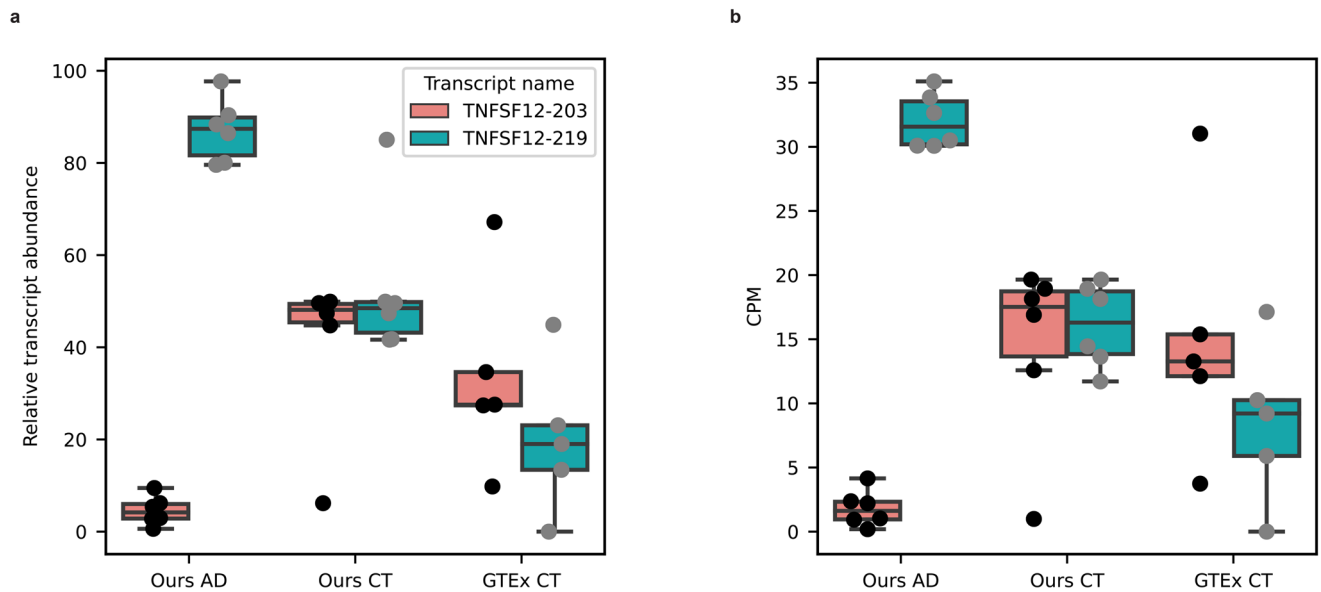 a
Relative transcript abundance
100
80
60
40
20
0
Transcript name
TNFSF12-203
TNFSF12-219
Ours AD
Ours CT
GTEx CT
b
CPM
35
30
25
20
15
10
5
0
Ours AD
Ours CT
GTEx CT